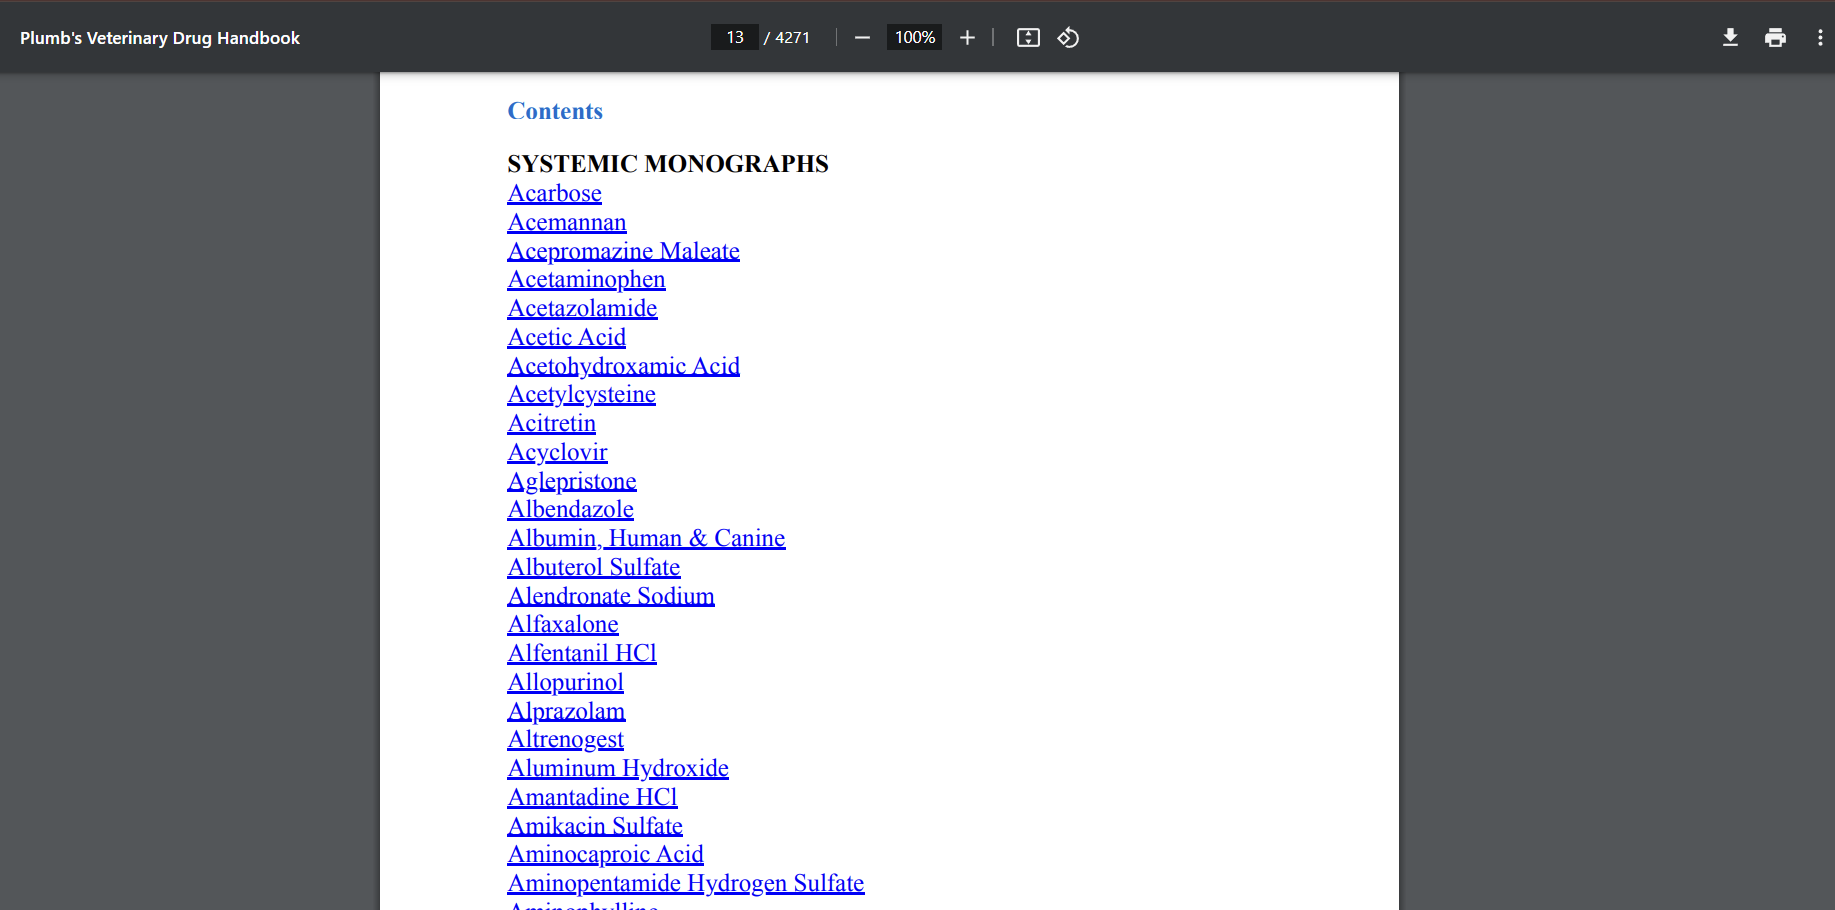 Plumb's Veterinary Drug Handbook
13 / 4271
100%
Contents
SYSTEMIC MONOGRAPHS
Acarbose
Acemannan
Acepromazine Maleate
Acetaminophen
Acetazolamide
Acetic Acid
Acetohydroxamic Acid
Acetylcysteine
Acitretin
Acyclovir
Aglepristone
Albendazole
Albumin, Human & Canine
Albuterol Sulfate
Alendronate Sodium
Alfaxalone
Alfentanil HCl
Allopurinol
Alprazolam
Altrenogest
Aluminum Hydroxide
Amantadine HCl
Amikacin Sulfate
Aminocaproic Acid
Aminopentamide Hydrogen Sulfate
Aminophylline